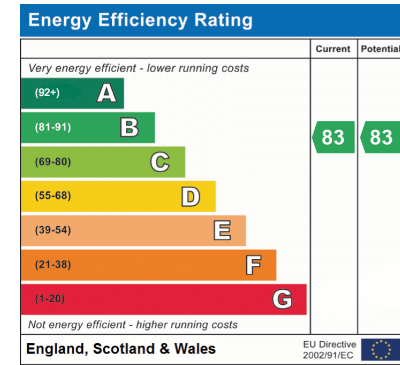 Energy Efficiency Rating
Current Potential
Very energy efficient - lower running costs
(92+) A
(81-91) B
83 83
(69-80) C
(55-68) D
(39-54) E
(21-38) F
(1-20) G
Not energy efficient - higher running costs
England, Scotland & Wales
EU Directive
2002/91/EC